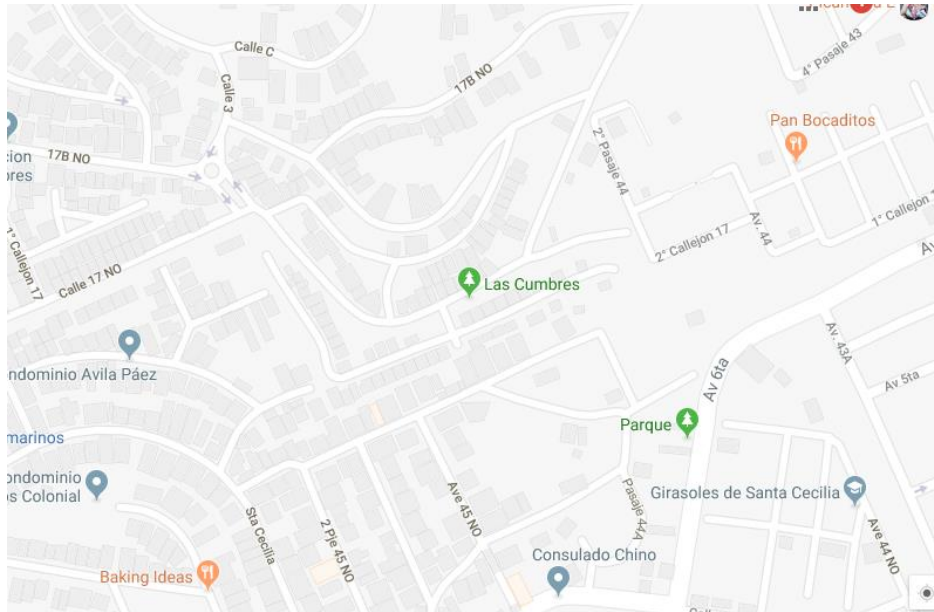 Calle C
Calle 3
17B NO
4° Pasaje 43
Pan Bocaditos
cion
17B NO
2° Pasaje 44
Av. 44
1° Callejon
1° Callejon 17
2° Callejon 17
Calle 17 NO
Las Cumbres
Av. 43A
ndominio Avila Páez
Av 6ta
Av 5ta
Parque
marinos
ondominio
s Colonial
Girasoles de Santa Cecilia
Sta Cecilia
2 Pje 45 NO
Ave 45 NO
Pasaje 44A
Ave 44 NO
Consulado Chino
Baking Ideas